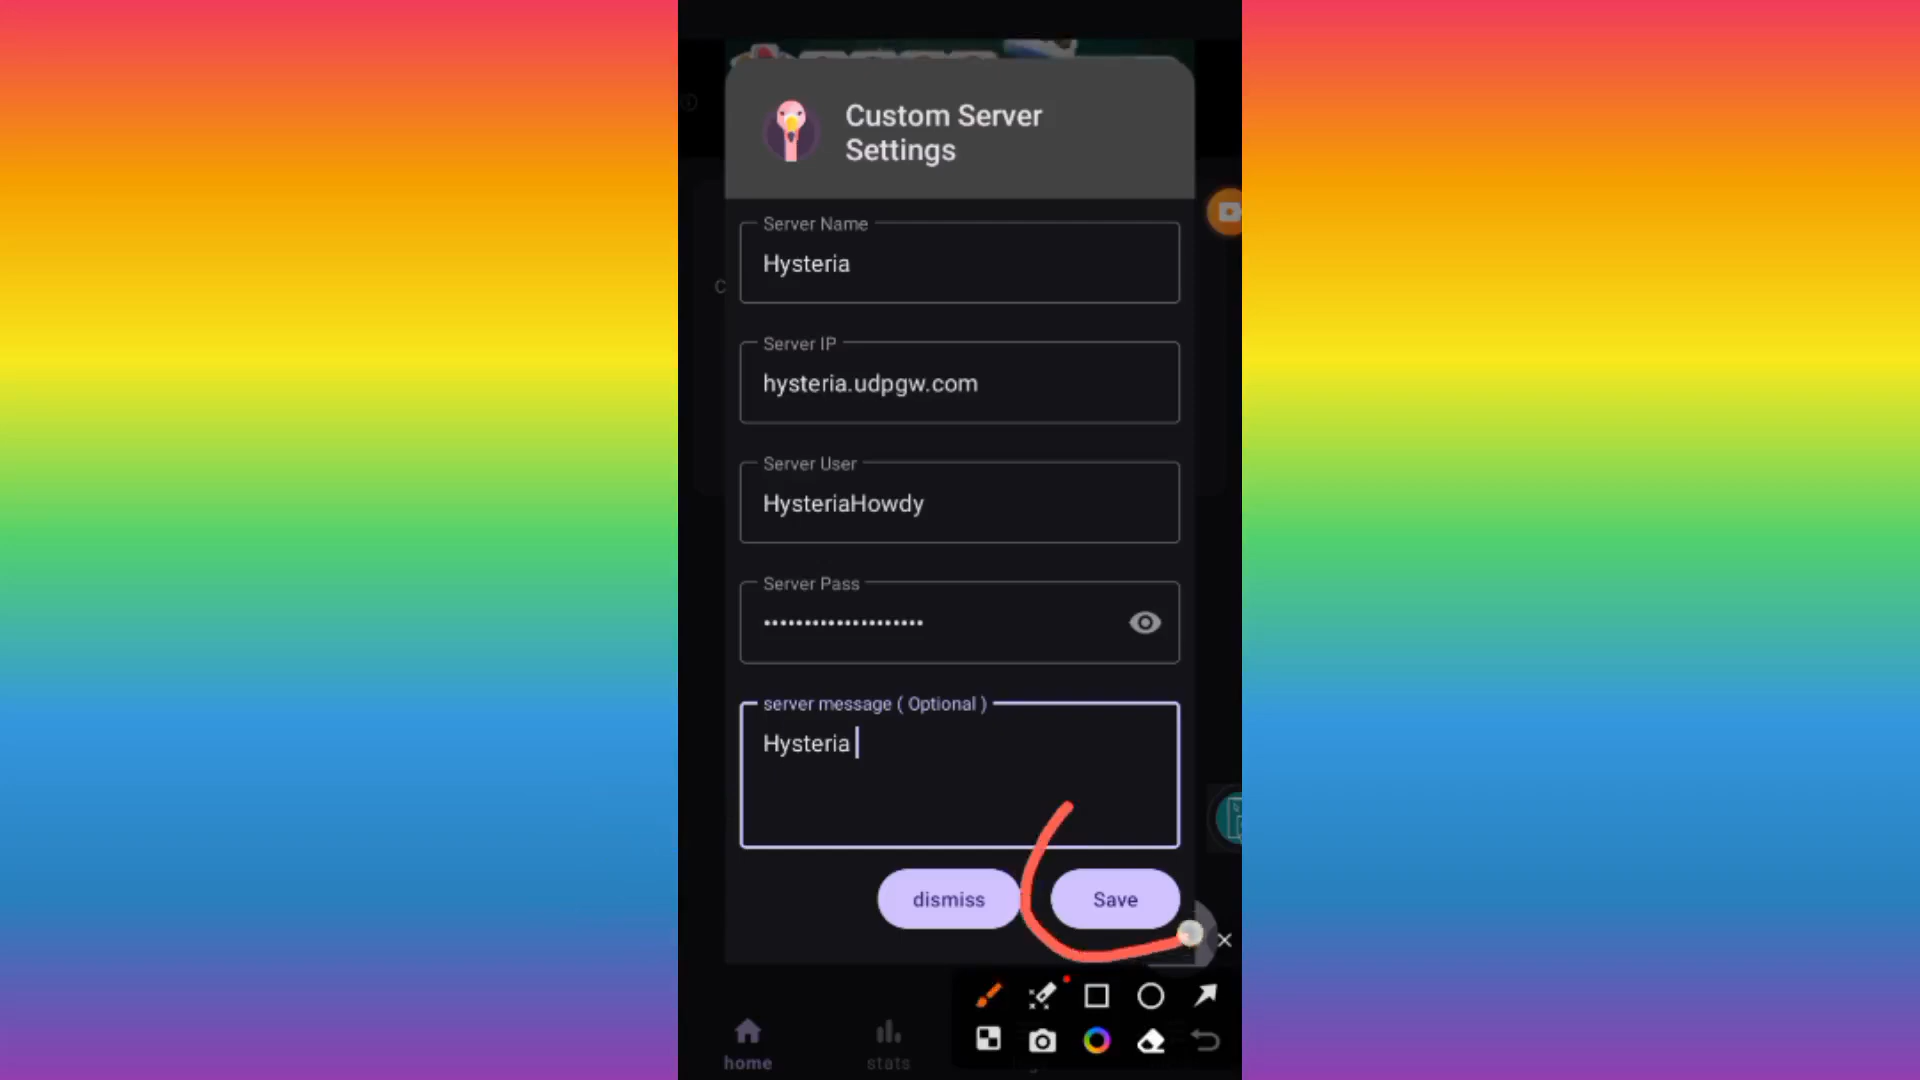 Custom Server
Settings
Server Name
Hysteria
C
Server IP
hysteria.udpgw.com
Server User
HysteriaHowdy
Server Pass
••••••••••••••••••••
server message ( Optional )
Hysteria
dismiss
Save
home
stats